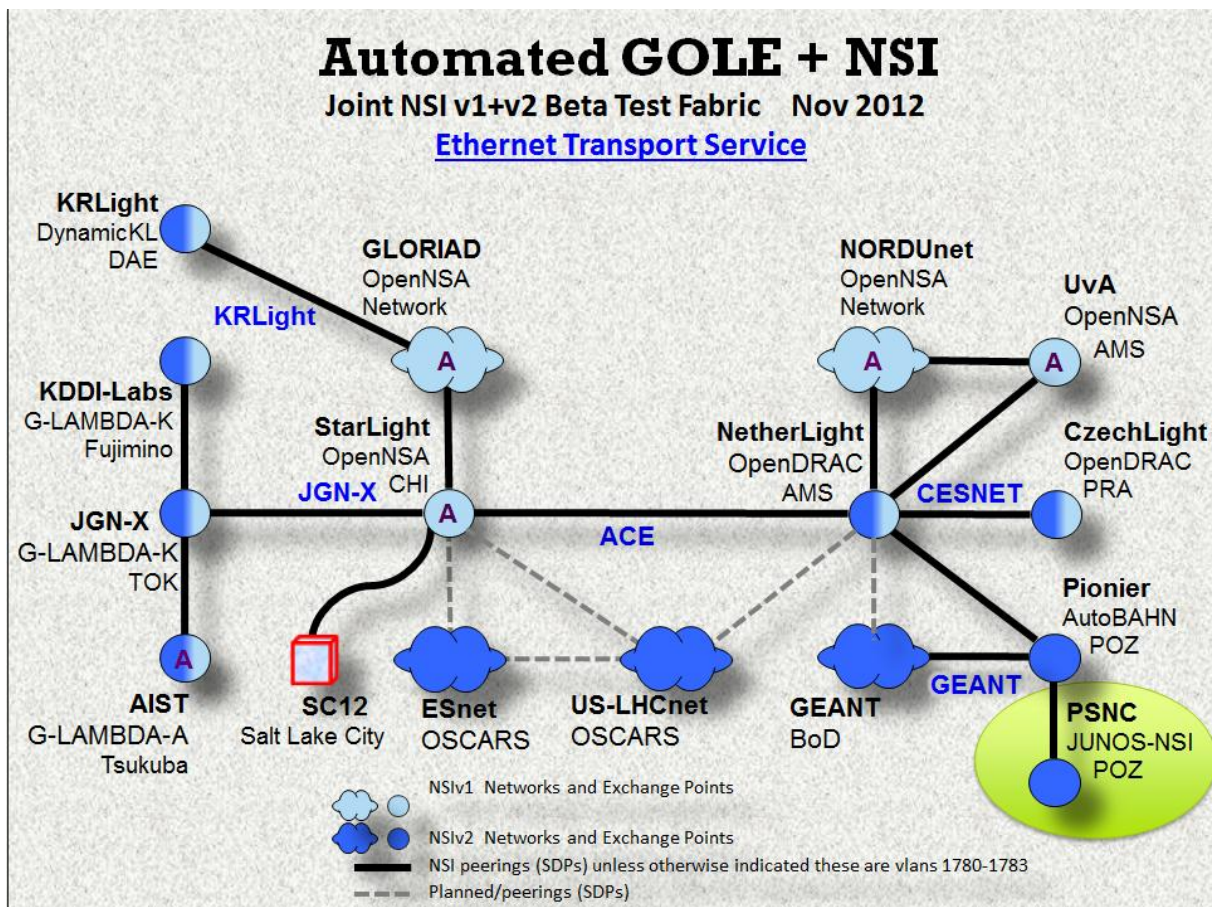 Automated GOLE + NSI
Joint NSI v1+v2 Beta Test Fabric Nov 2012
Ethernet Transport Service
KRLight
DynamicKL
DAE
KRLight
GLORIAD
OpenNSA
Network
A
NORDUnet
OpenNSA
Network
A
UvA
OpenNSA
AMS
A
KDDI-Labs
G-LAMBDA-K
Fujimino
StarLight
OpenNSA
CHI
A
JGN-X
NetherLight
OpenDRAC
AMS
CzechLight
OpenDRAC
PRA
CESNET
ACE
JGN-X
G-LAMBDA-K
TOK
A
AIST
G-LAMBDA-A
Tsukuba
SC12
Salt Lake City
ESnet
OSCARS
US-LHCnet
OSCARS
GEANT
BoD
GEANT
Pionier
AutoBAHN
POZ
PSNC
JUNOS-NSI
POZ
NSIv1 Networks and Exchange Points
NSIv2 Networks and Exchange Points
NSI peerings (SDPs) unless otherwise indicated these are vlans 1780-1783
Planned/peerings (SDPs)